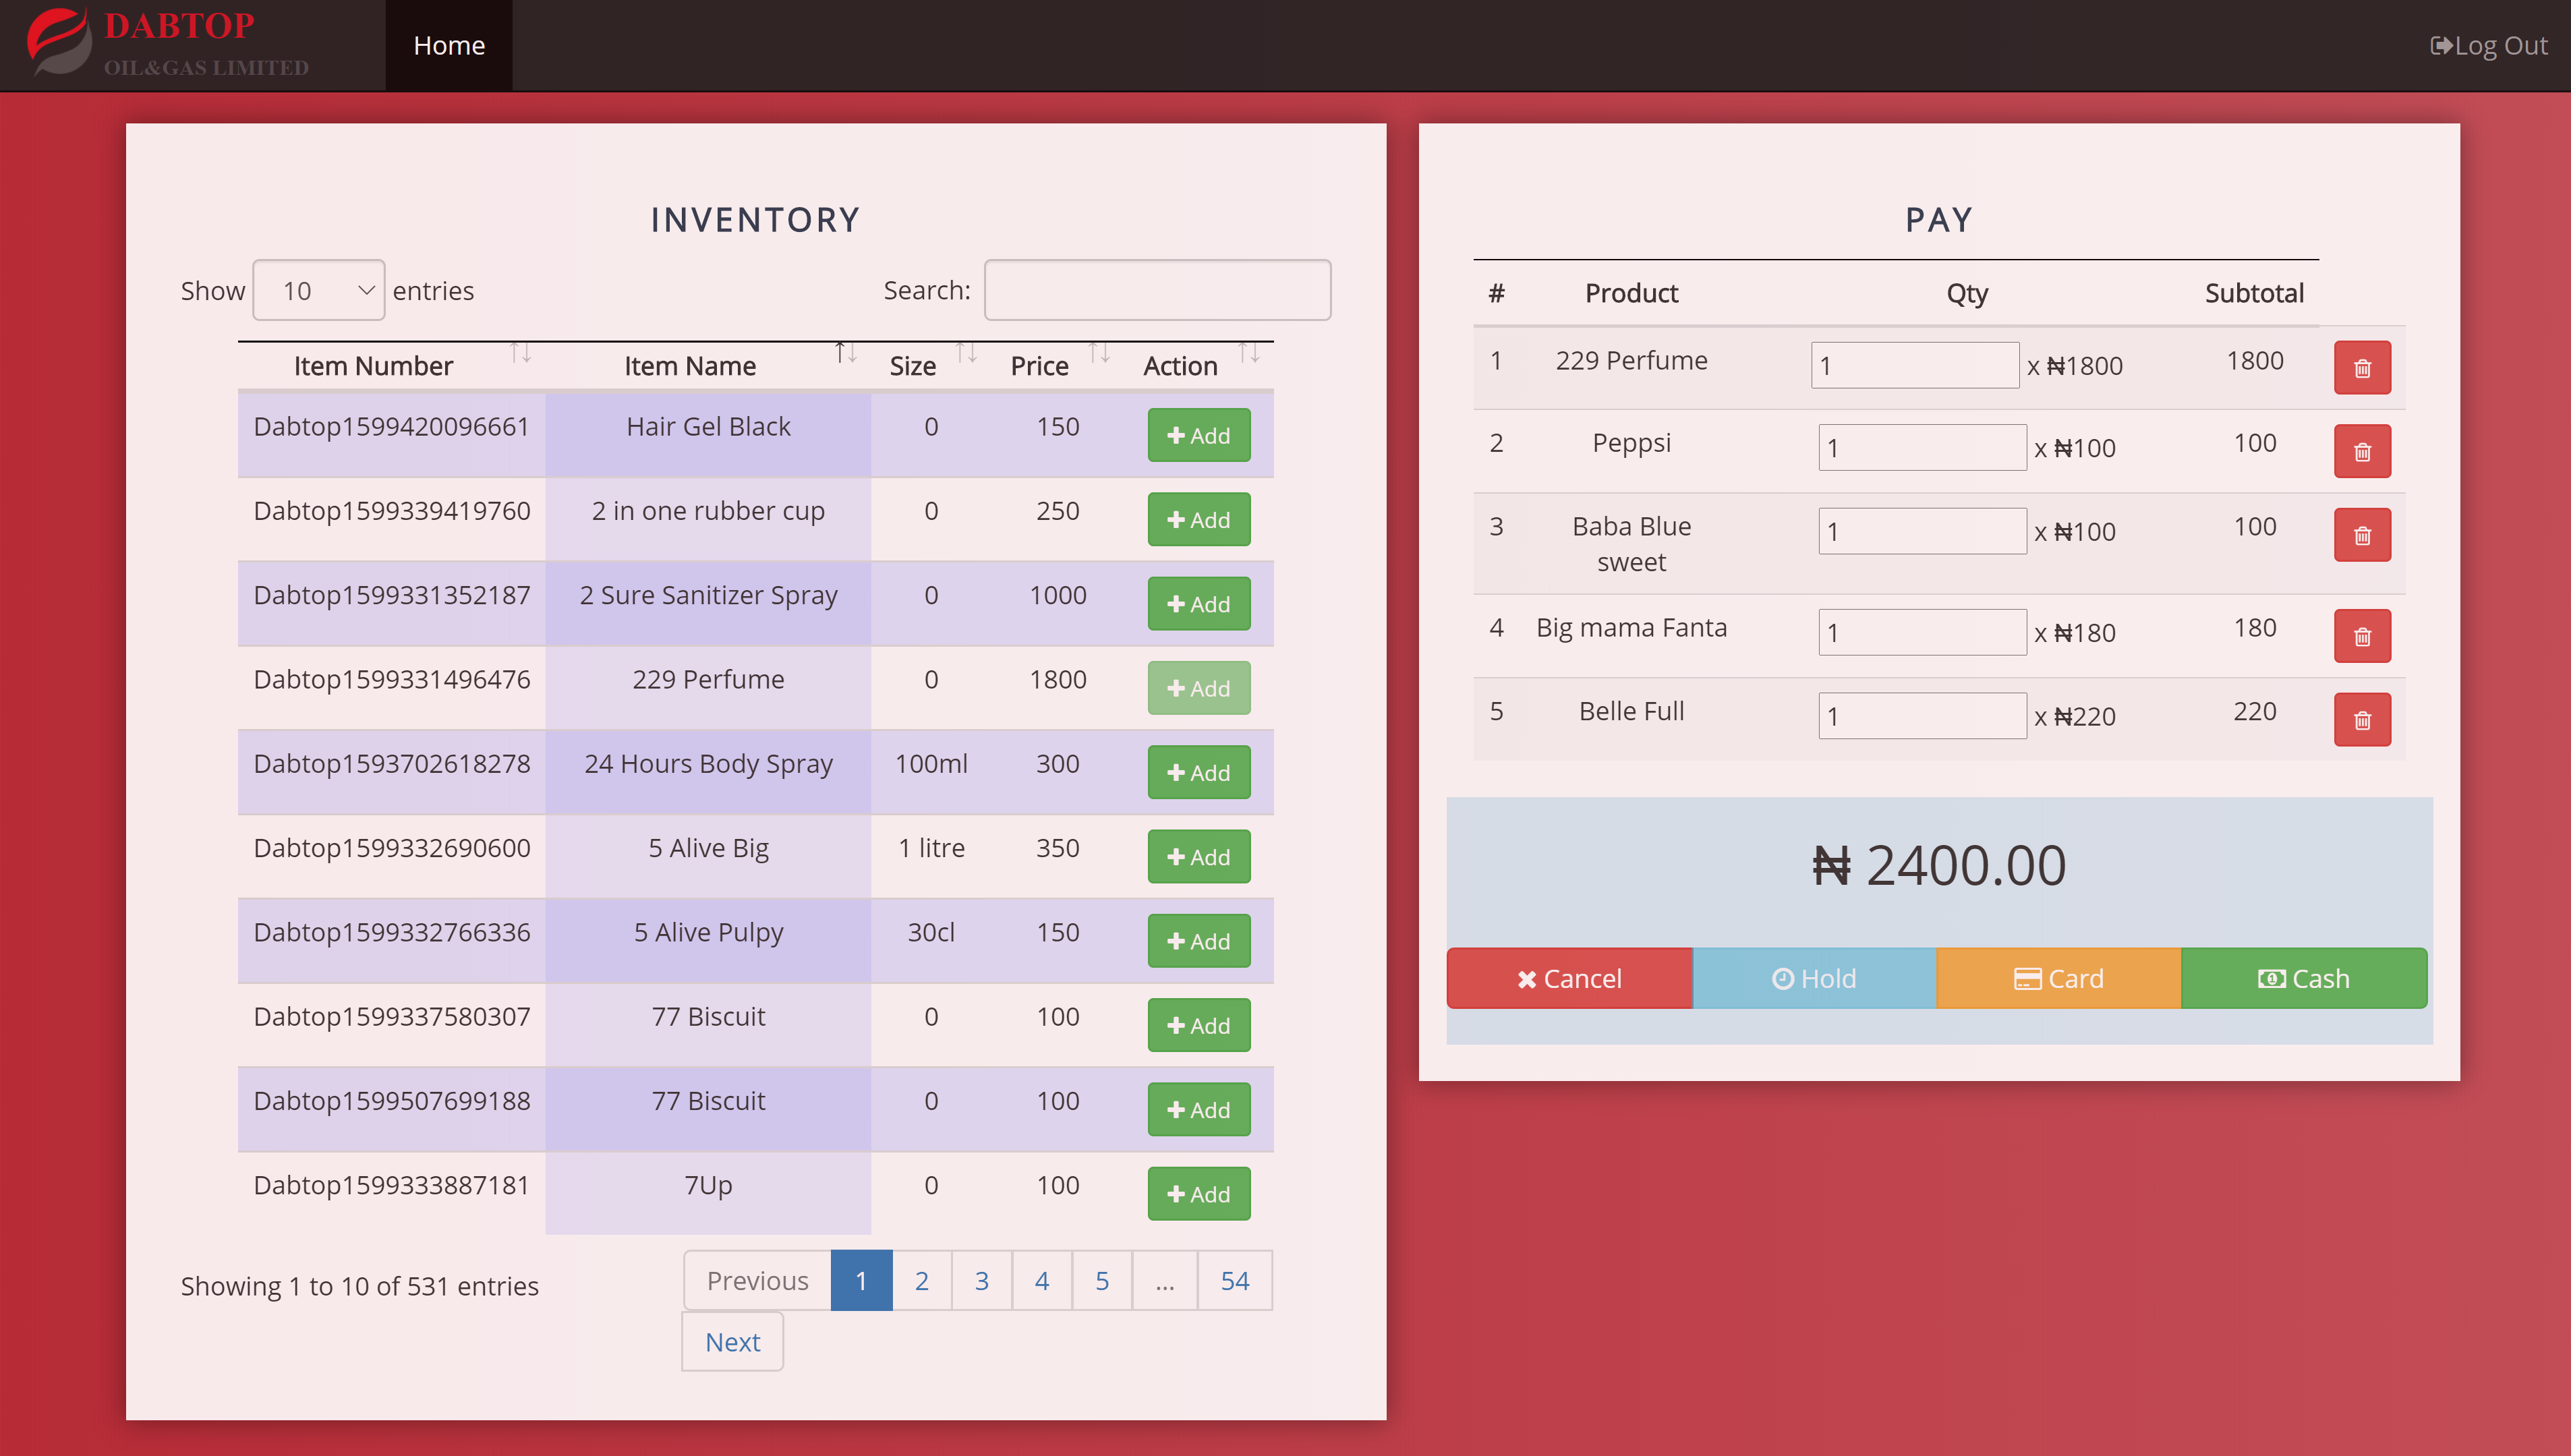 DABTOP
OIL&GAS LIMITED
Home
Log Out
INVENTORY
Show 10 entries
Search:
Item Number Item Name Size Price Action
Dabtop1599420096661 Hair Gel Black 0 150 Add
Dabtop1599339419760 2 in one rubber cup 0 250 Add
Dabtop1599331352187 2 Sure Sanitizer Spray 0 1000 Add
Dabtop1599331496476 229 Perfume 0 1800 Add
Dabtop1593702618278 24 Hours Body Spray 100ml 300 Add
Dabtop1599332690600 5 Alive Big 1 litre 350 Add
Dabtop1599332766336 5 Alive Pulpy 30cl 150 Add
Dabtop1599337580307 77 Biscuit 0 100 Add
Dabtop1599507699188 77 Biscuit 0 100 Add
Dabtop1599333887181 7Up 0 100 Add
Showing 1 to 10 of 531 entries
Previous 1 2 3 4 5 ... 54
Next
PAY
# Product Qty Subtotal
1 229 Perfume 1 x ₦1800 1800
2 Peppsi 1 x ₦100 100
3 Baba Blue 1 x ₦100 100
sweet
4 Big mama Fanta 1 x ₦180 180
5 Belle Full 1 x ₦220 220
₦ 2400.00
Cancel Hold Card Cash